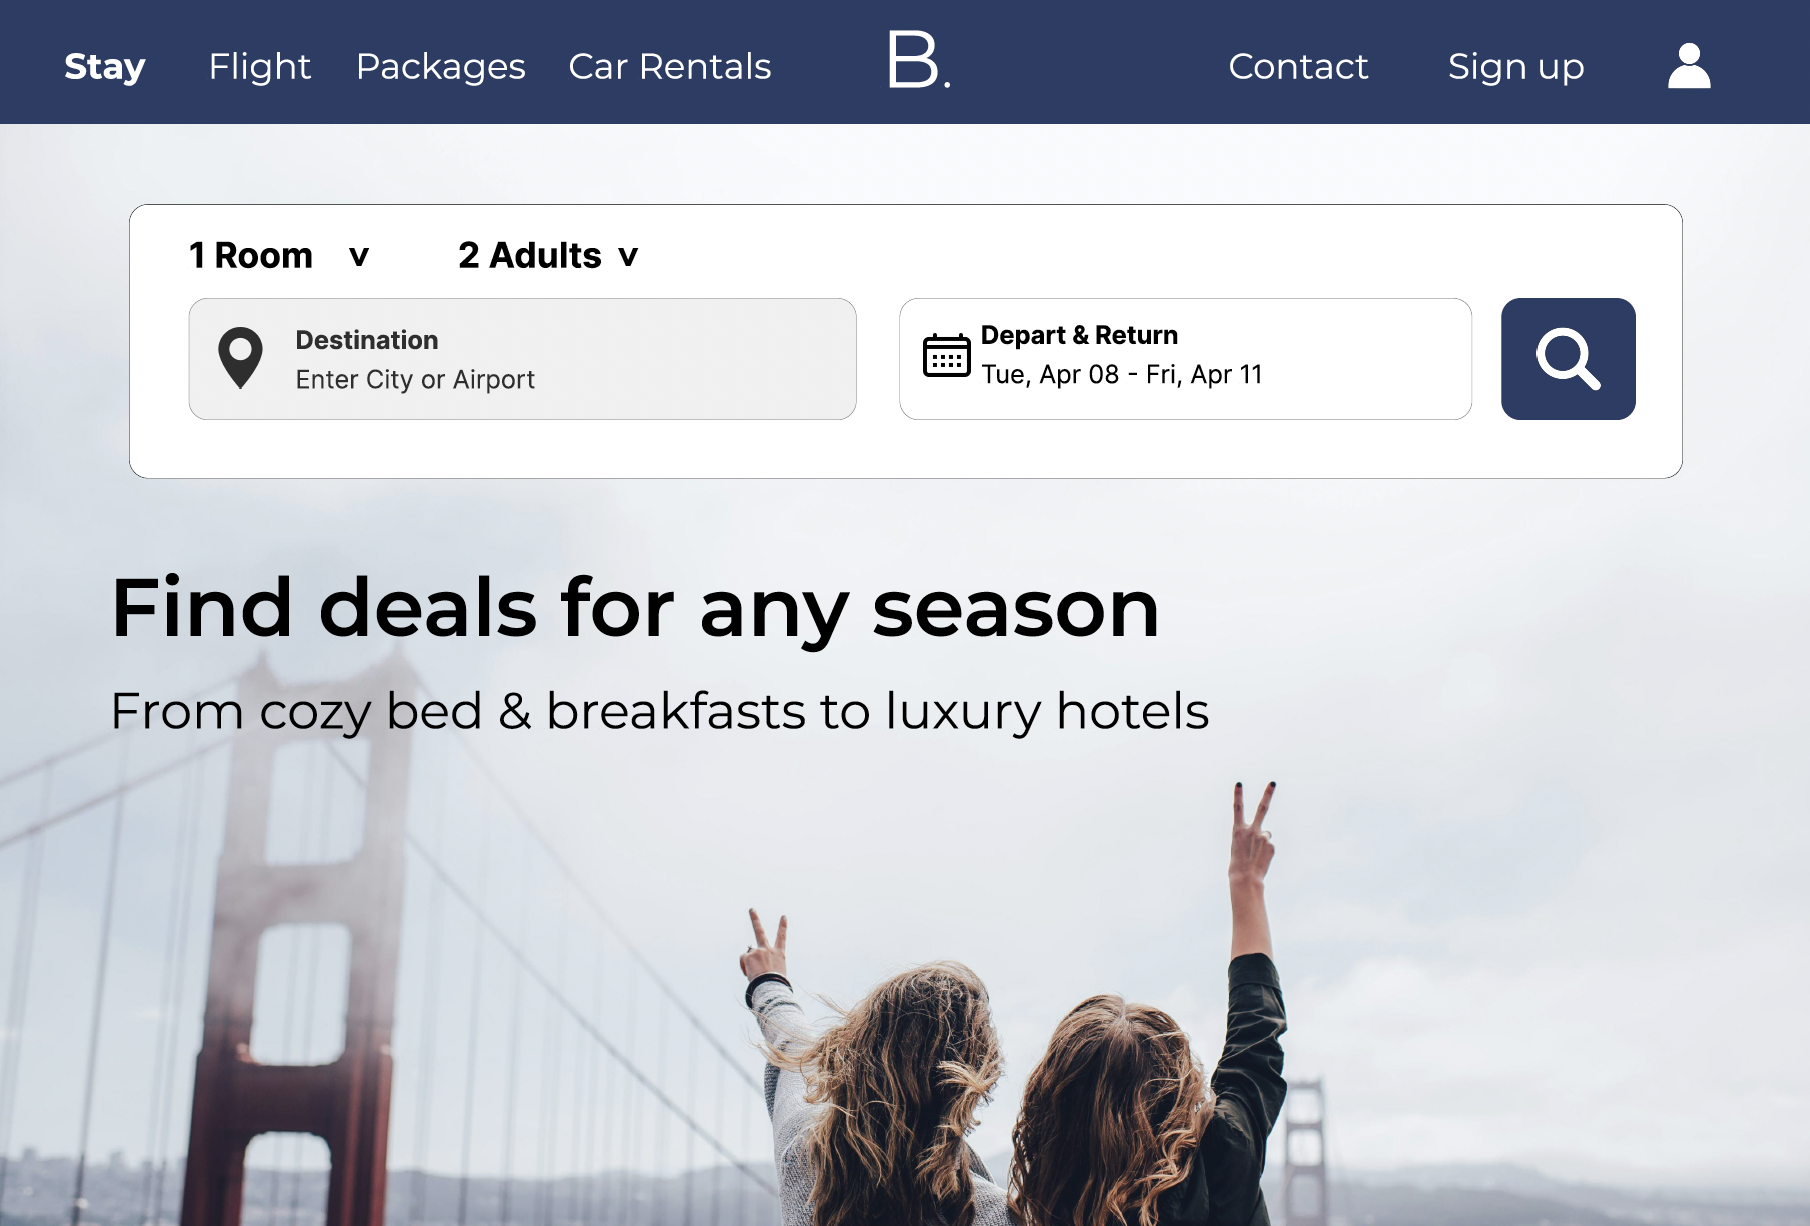 Stay Flight Packages Car Rentals B. Contact Sign up
1 Room v 2 Adults v
Destination
Enter City or Airport
Depart & Return
Tue, Apr 08 - Fri, Apr 11
Find deals for any season
From cozy bed & breakfasts to luxury hotels